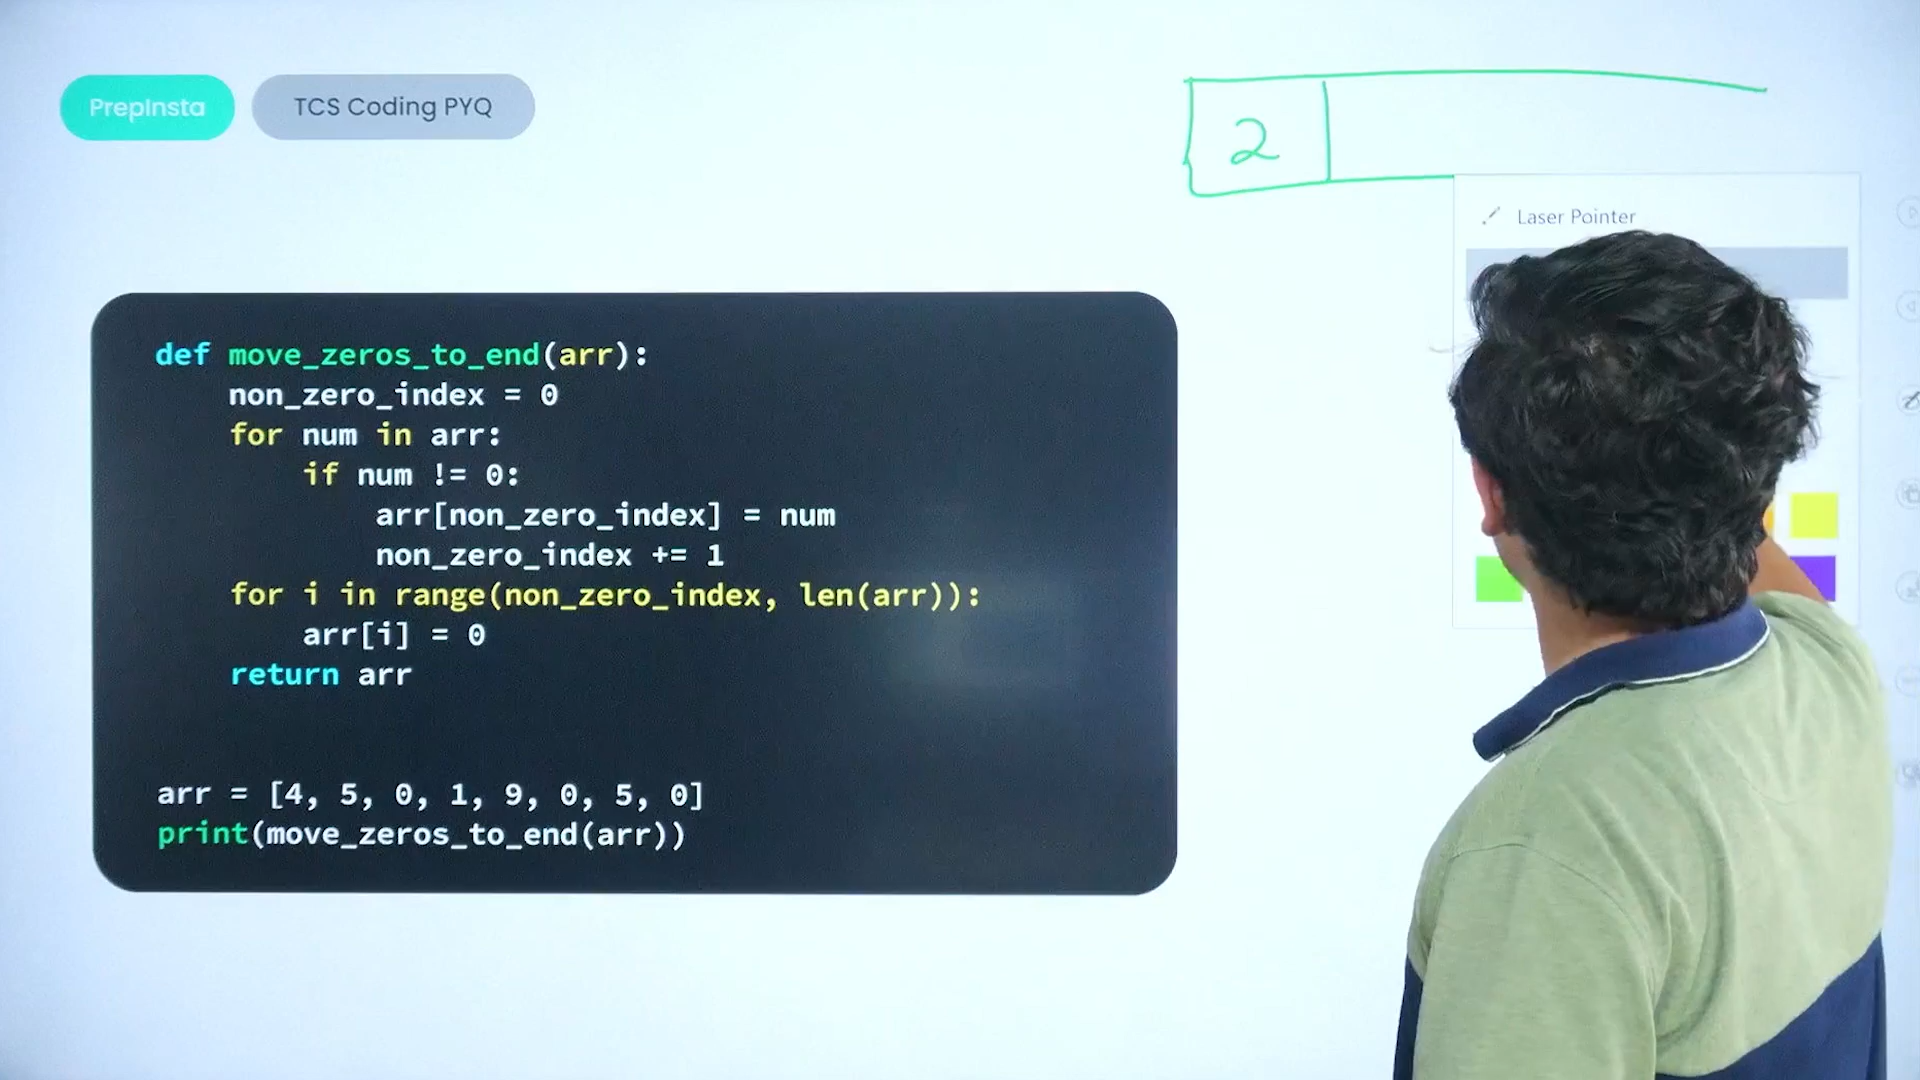 PrepInsta
TCS Coding PYQ
2
Laser Pointer
def move_zeros_to_end(arr):
    non_zero_index = 0
    for num in arr:
        if num != 0:
            arr[non_zero_index] = num
            non_zero_index += 1
    for i in range(non_zero_index, len(arr)):
        arr[i] = 0
    return arr
arr = [4, 5, 0, 1, 9, 0, 5, 0]
print(move_zeros_to_end(arr))